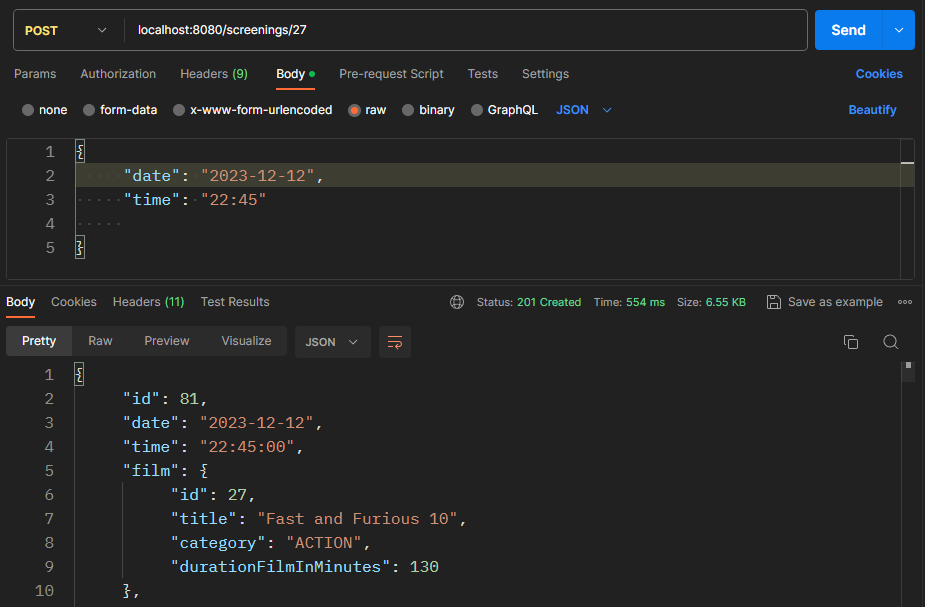 POST localhost:8080/screenings/27 Send
Params Authorization Headers (9) Body Pre-request Script Tests Settings Cookies
none form-data x-www-form-urlencoded raw binary GraphQL JSON Beautify
1 {
2 "date": "2023-12-12",
3 "time": "22:45"
4
5 }
Body Cookies Headers (11) Test Results Status: 201 Created Time: 554 ms Size: 6.55 KB Save as example
Pretty Raw Preview Visualize JSON
1 {
2 "id": 81,
3 "date": "2023-12-12",
4 "time": "22:45:00",
5 "film": {
6 "id": 27,
7 "title": "Fast and Furious 10",
8 "category": "ACTION",
9 "durationFilmInMinutes": 130
10 },